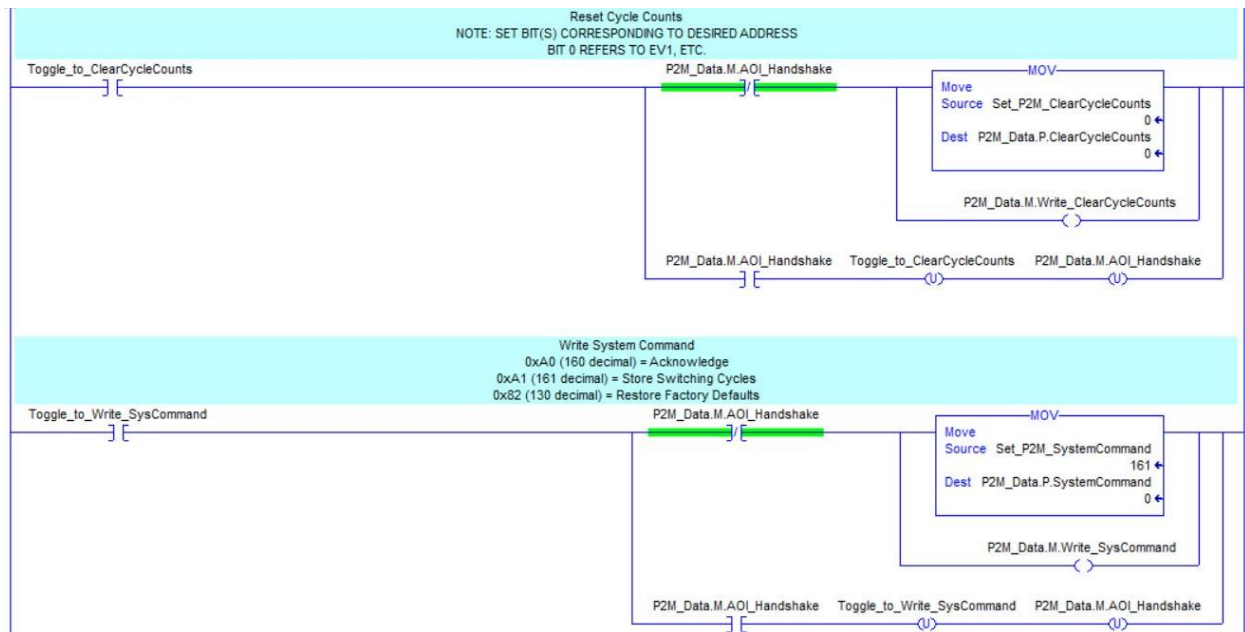 Reset Cycle Counts
NOTE: SET BIT(S) CORRESPONDING TO DESIRED ADDRESS
BIT 0 REFERS TO EV1, ETC.
Toggle_to_ClearCycleCounts
P2M_Data.M.AOI_Handshake
MOV
Move
Source Set_P2M_ClearCycleCounts
0
Dest P2M_Data.P.ClearCycleCounts
0
P2M_Data.M.Write_ClearCycleCounts
P2M_Data.M.AOI_Handshake Toggle_to_ClearCycleCounts P2M_Data.M.AOI_Handshake
U U
Write System Command
0xA0 (160 decimal) = Acknowledge
0xA1 (161 decimal) = Store Switching Cycles
0x82 (130 decimal) = Restore Factory Defaults
Toggle_to_Write_SysCommand
P2M_Data.M.AOI_Handshake
MOV
Move
Source Set_P2M_SystemCommand
161
Dest P2M_Data.P.SystemCommand
0
P2M_Data.M.Write_SysCommand
P2M_Data.M.AOI_Handshake Toggle_to_Write_SysCommand P2M_Data.M.AOI_Handshake
U U